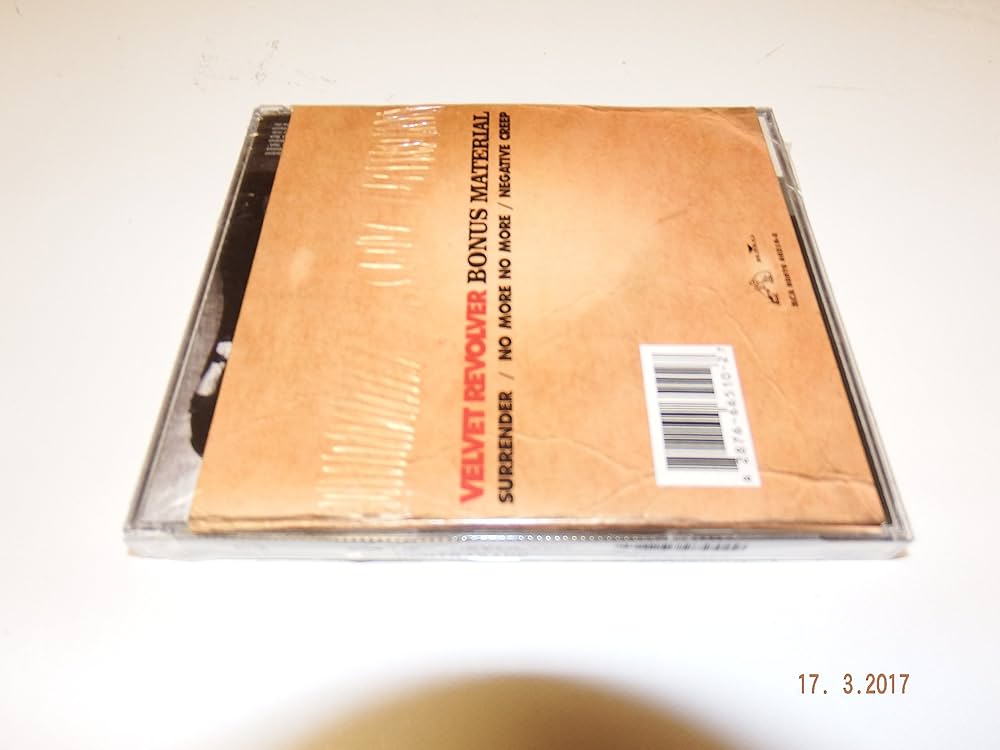 VELVET REVOLVER BONUS MATERIAL
SURRENDER / NO MORE NO MORE / NEGATIVE CREEP
17. 3.2017